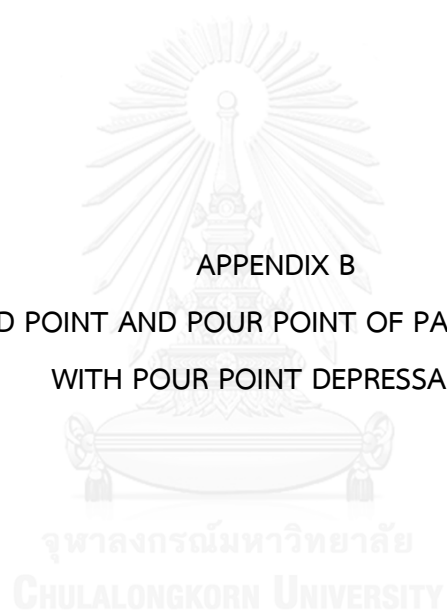 APPENDIX B
D POINT AND POUR POINT OF PA
WITH POUR POINT DEPRESSA
จุฬาลงกรณ์มหาวิทยาลัย
CHULALONGKORN UNIVERSITY